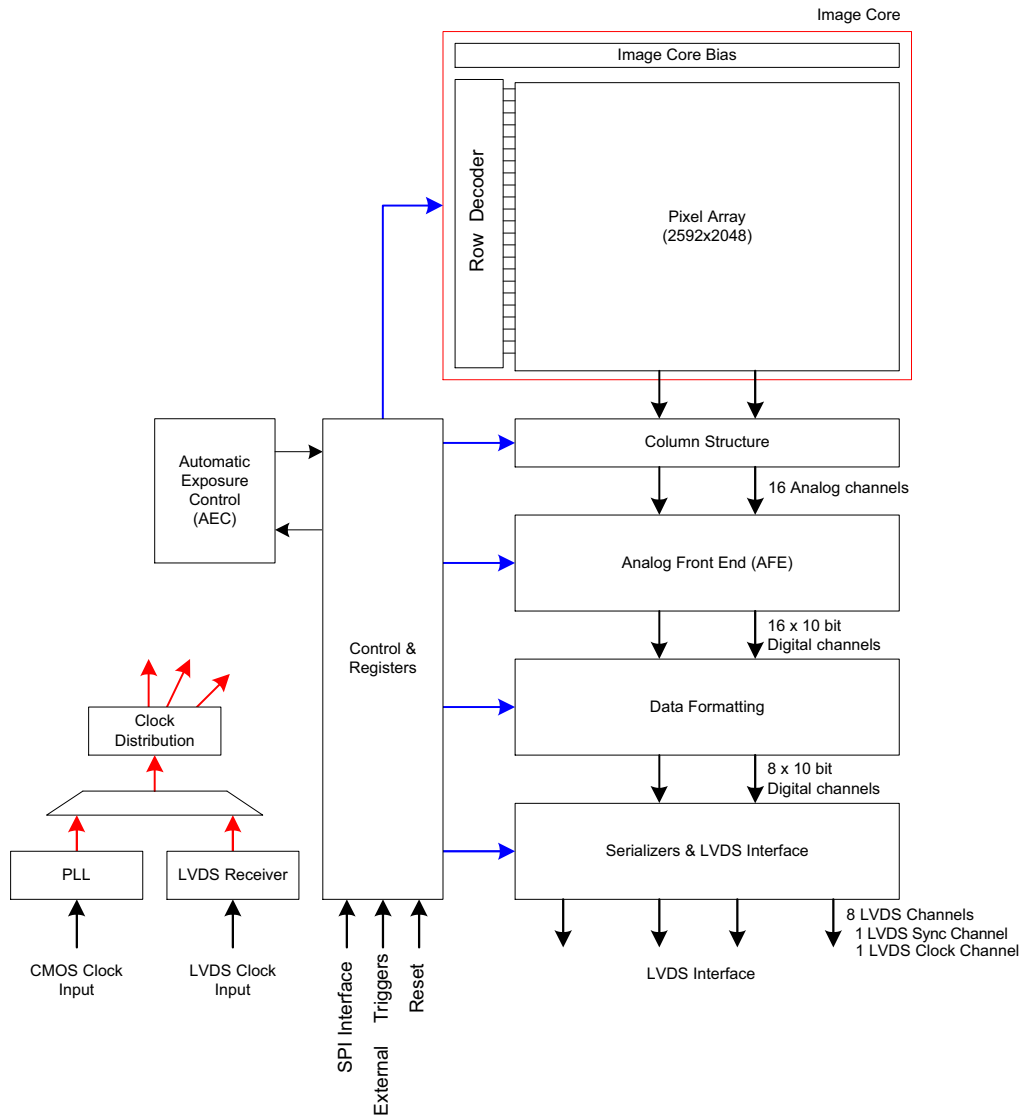 Image Core
Image Core Bias
Row Decoder
Pixel Array
(2592x2048)
Column Structure
16 Analog channels
Automatic
Exposure
Control
(AEC)
Analog Front End (AFE)
16 x 10 bit
Digital channels
Control &
Registers
Data Formatting
Clock
Distribution
8 x 10 bit
Digital channels
Serializers & LVDS Interface
PLL
LVDS Receiver
8 LVDS Channels
1 LVDS Sync Channel
1 LVDS Clock Channel
LVDS Interface
CMOS Clock
Input
LVDS Clock
Input
SPI Interface
External Triggers
Reset